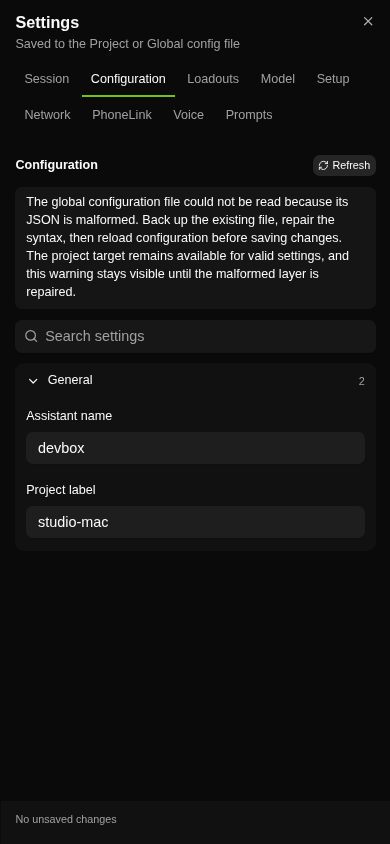 Settings
Saved to the Project or Global config file
Session Configuration Loadouts Model Setup
Network PhoneLink Voice Prompts
Configuration Refresh
The global configuration file could not be read because its
JSON is malformed. Back up the existing file, repair the
syntax, then reload configuration before saving changes.
The project target remains available for valid settings, and
this warning stays visible until the malformed layer is
repaired.
Search settings
General 2
Assistant name
devbox
Project label
studio-mac
No unsaved changes